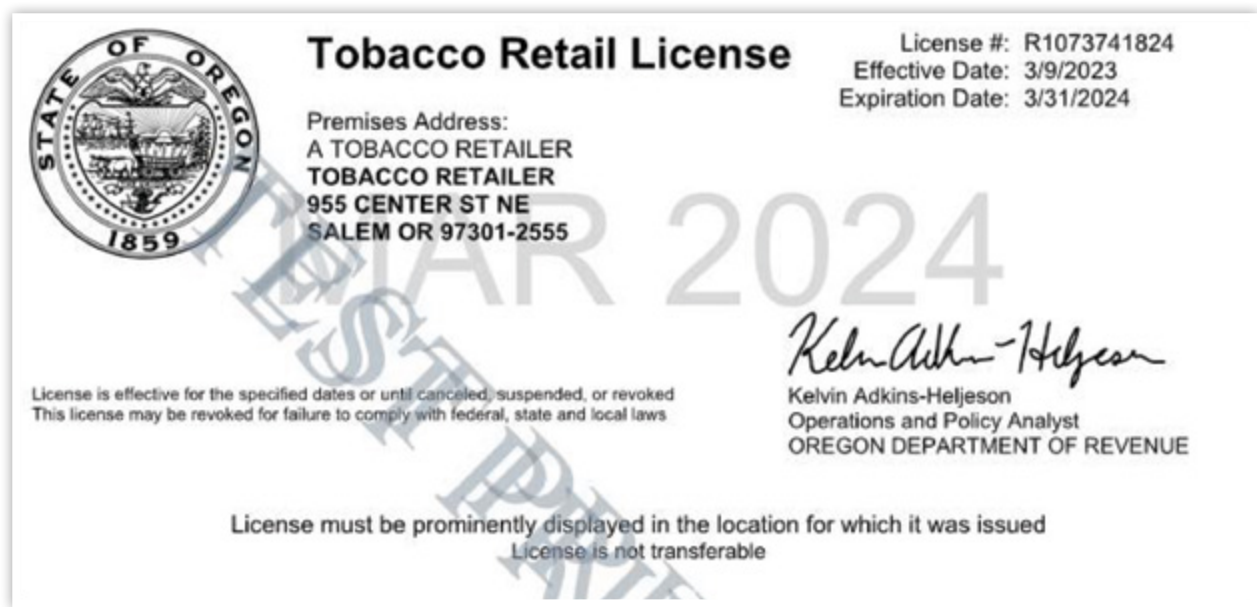 STATE OF OREGON
1859
Tobacco Retail License
License #: R1073741824
Effective Date: 3/9/2023
Expiration Date: 3/31/2024
Premises Address:
A TOBACCO RETAILER
TOBACCO RETAILER
955 CENTER ST NE
SALEM OR 97301-2555
MAR 2024
TEST PRI
Kelvin Adkins-Heljeson
Kelvin Adkins-Heljeson
Operations and Policy Analyst
OREGON DEPARTMENT OF REVENUE
License is effective for the specified dates or until canceled, suspended, or revoked
This license may be revoked for failure to comply with federal, state and local laws
License must be prominently displayed in the location for which it was issued
License is not transferable